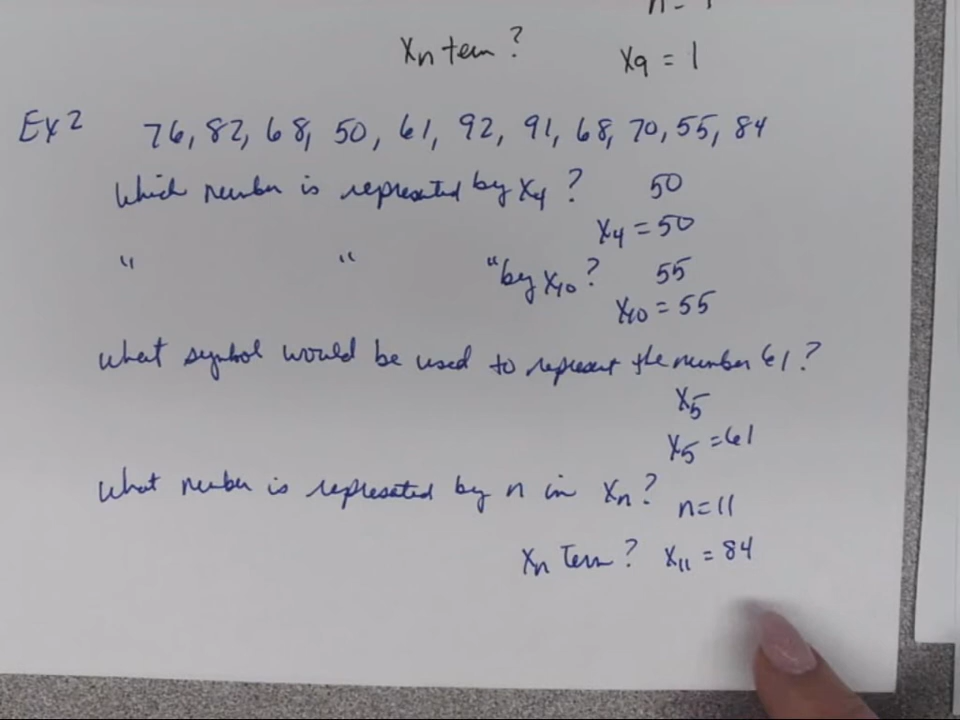 xn term? x9 = 1
Ex 2 76, 82, 68, 50, 61, 92, 91, 68, 70, 55, 84
Which number is represented by x4? 50
x4 = 50
" " " by x10? 55
x10 = 55
What symbol would be used to represent the number 61?
x5
x5 = 61
What number is represented by n in xn? n = 11
xn Term? x11 = 84